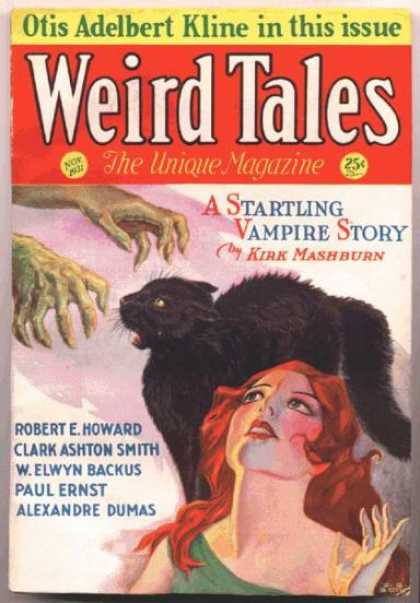 Otis Adelbert Kline in this issue
Weird Tales
NOV. 1931
The Unique Magazine
25¢
A STARTLING
VAMPIRE STORY
by KIRK MASHBURN
ROBERT E. HOWARD
CLARK ASHTON SMITH
W. ELWYN BACKUS
PAUL ERNST
ALEXANDRE DUMAS